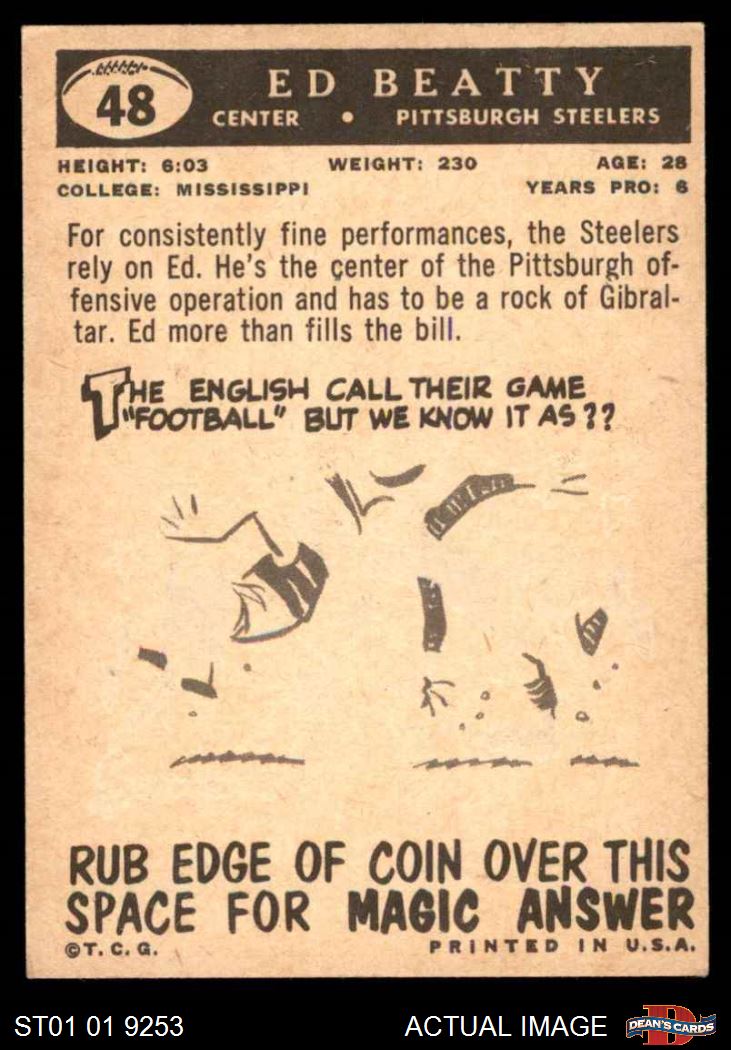 48
ED BEATTY
CENTER • PITTSBURGH STEELERS
HEIGHT: 6:03 WEIGHT: 230 AGE: 28
COLLEGE: MISSISSIPPI YEARS PRO: 6
For consistently fine performances, the Steelers
rely on Ed. He's the center of the Pittsburgh of-
fensive operation and has to be a rock of Gibral-
tar. Ed more than fills the bill.
THE ENGLISH CALL THEIR GAME
"FOOTBALL" BUT WE KNOW IT AS ??
RUB EDGE OF COIN OVER THIS
SPACE FOR MAGIC ANSWER
©T. C. G. PRINTED IN U.S.A.
ST01 01 9253 ACTUAL IMAGE DEAN'S CARDS